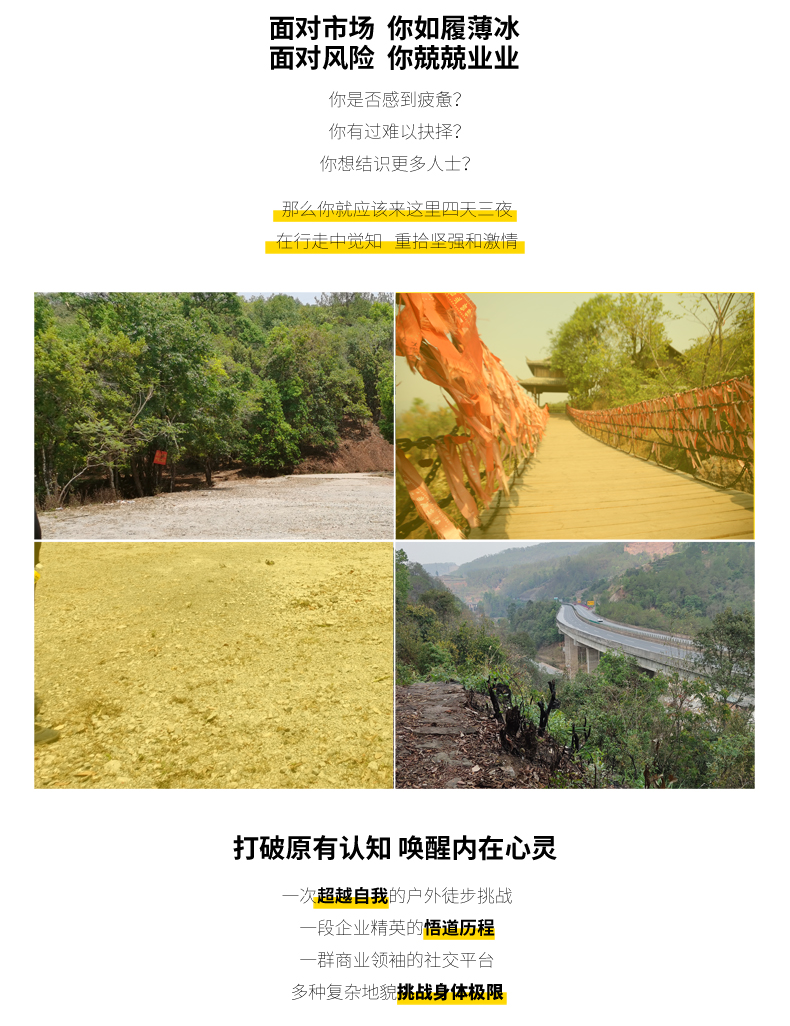 面对市场 你如履薄冰
面对风险 你兢兢业业
你是否感到疲惫？
你有过难以抉择？
你想结识更多人士？
那么你就应该来这里四天三夜
在行走中觉知 重拾坚强和激情
打破原有认知 唤醒内在心灵
一次超越自我的户外徒步挑战
一段企业精英的悟道历程
一群商业领袖的社交平台
多种复杂地貌挑战身体极限